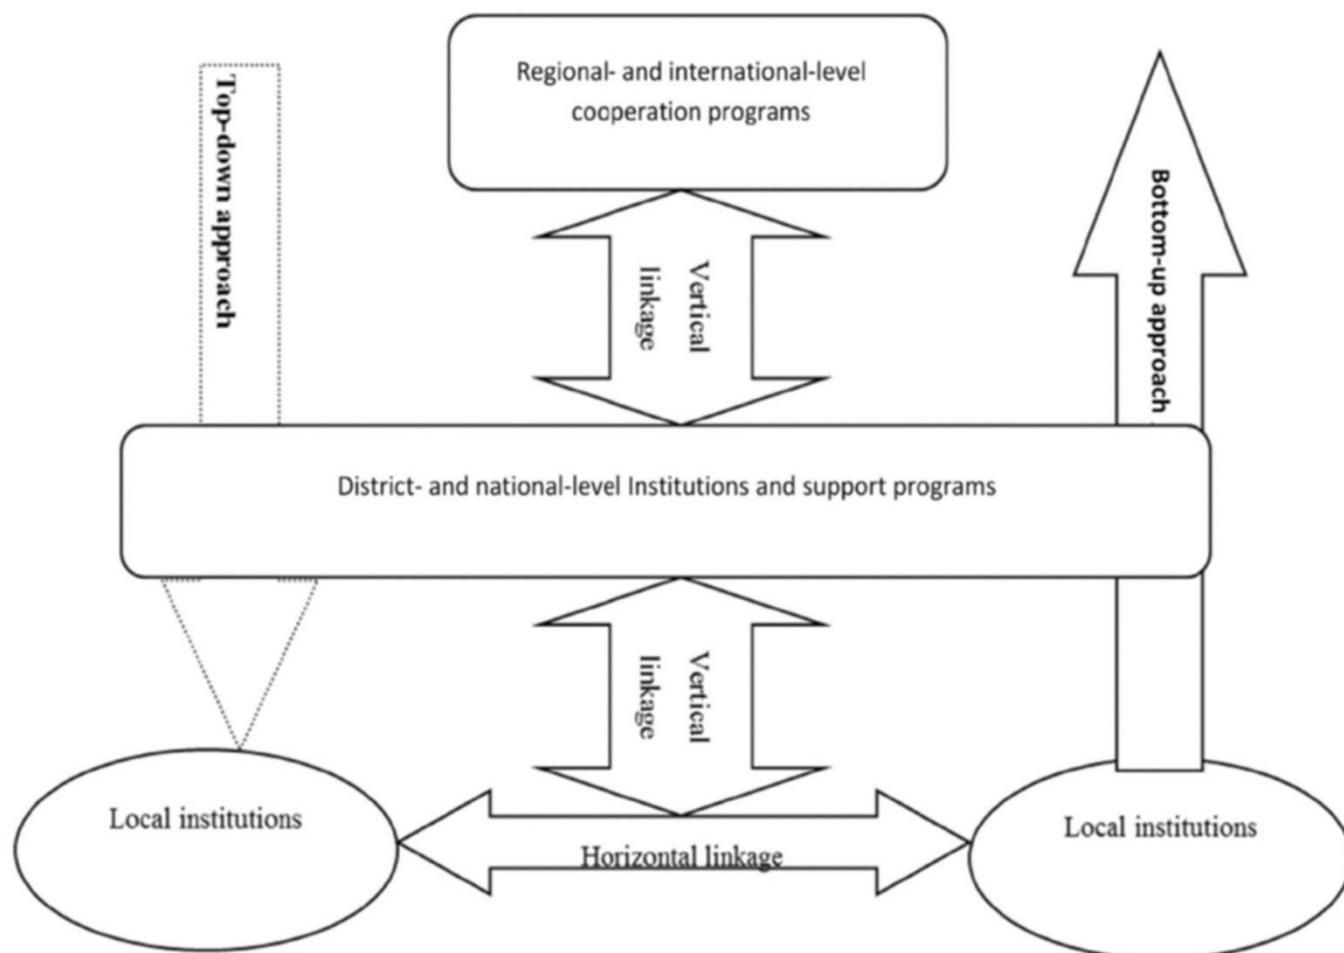 Regional- and international-level
cooperation programs
Top-down approach
Bottom-up approach
Vertical
linkage
District- and national-level Institutions and support programs
Vertical
linkage
Local institutions
Horizontal linkage
Local institutions